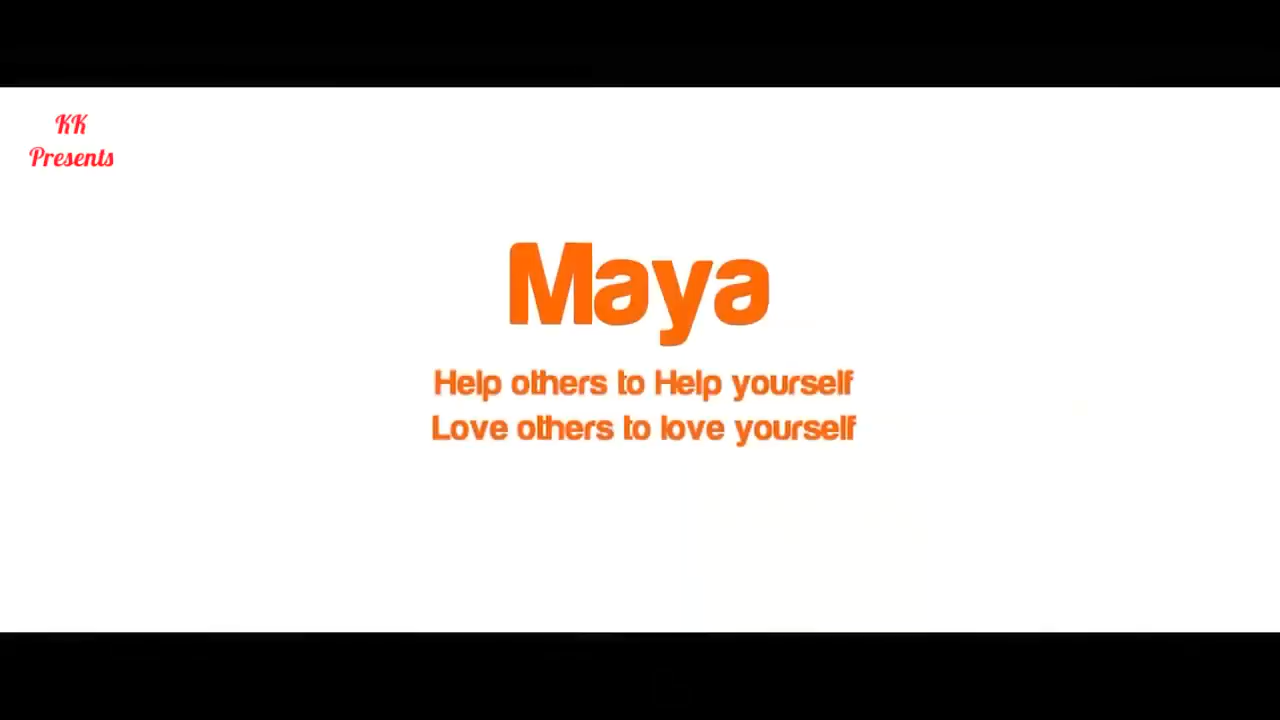 KK
Presents
Maya
Help others to Help yourself
Love others to love yourself